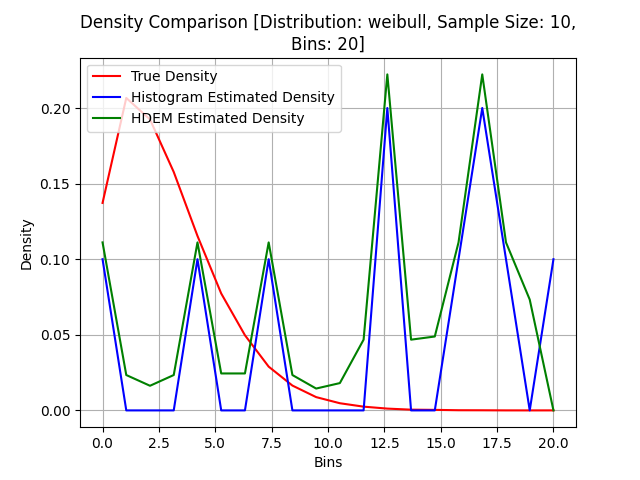 Density Comparison [Distribution: weibull, Sample Size: 10,
Bins: 20]
True Density
Histogram Estimated Density
HDEM Estimated Density
Density
0.20
0.15
0.10
0.05
0.00
0.0 2.5 5.0 7.5 10.0 12.5 15.0 17.5 20.0
Bins